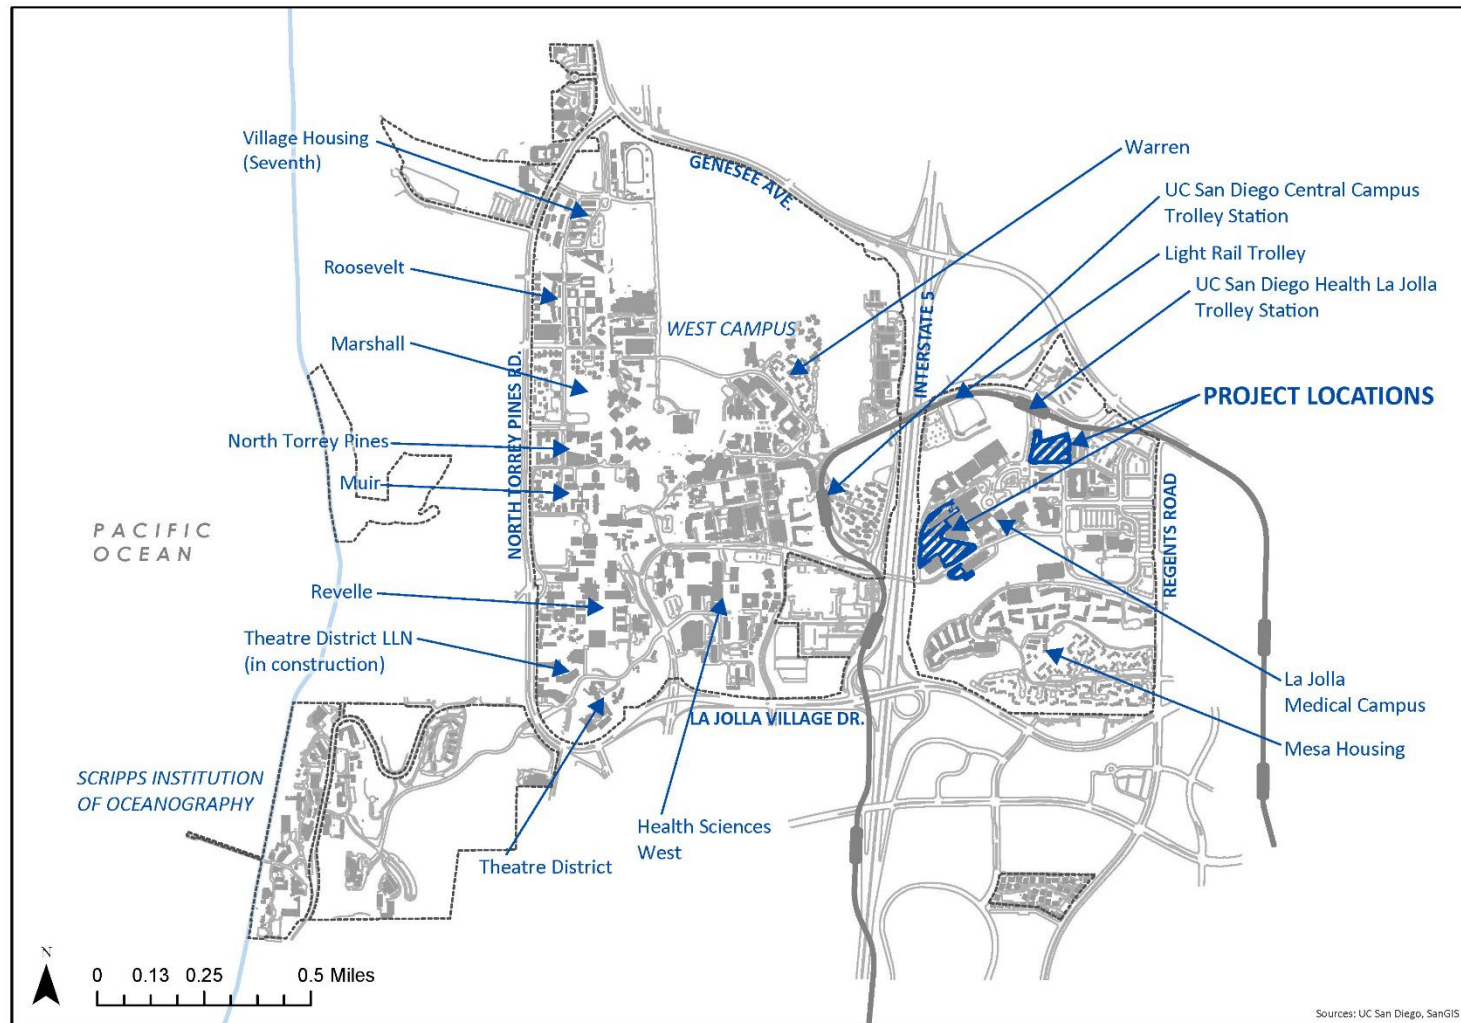 Village Housing
(Seventh)
Roosevelt
Marshall
North Torrey Pines
Muir
PACIFIC
OCEAN
Revelle
Theatre District LLN
(in construction)
SCRIPPS INSTITUTION
OF OCEANOGRAPHY
Theatre District
Health Sciences
West
GENESEE AVE.
WEST CAMPUS
NORTH TORREY PINES RD.
INTERSTATE 5
LA JOLLA VILLAGE DR.
REGENTS ROAD
Warren
UC San Diego Central Campus
Trolley Station
Light Rail Trolley
UC San Diego Health La Jolla
Trolley Station
PROJECT LOCATIONS
La Jolla
Medical Campus
Mesa Housing
N
0 0.13 0.25 0.5 Miles
Sources: UC San Diego, SanGIS